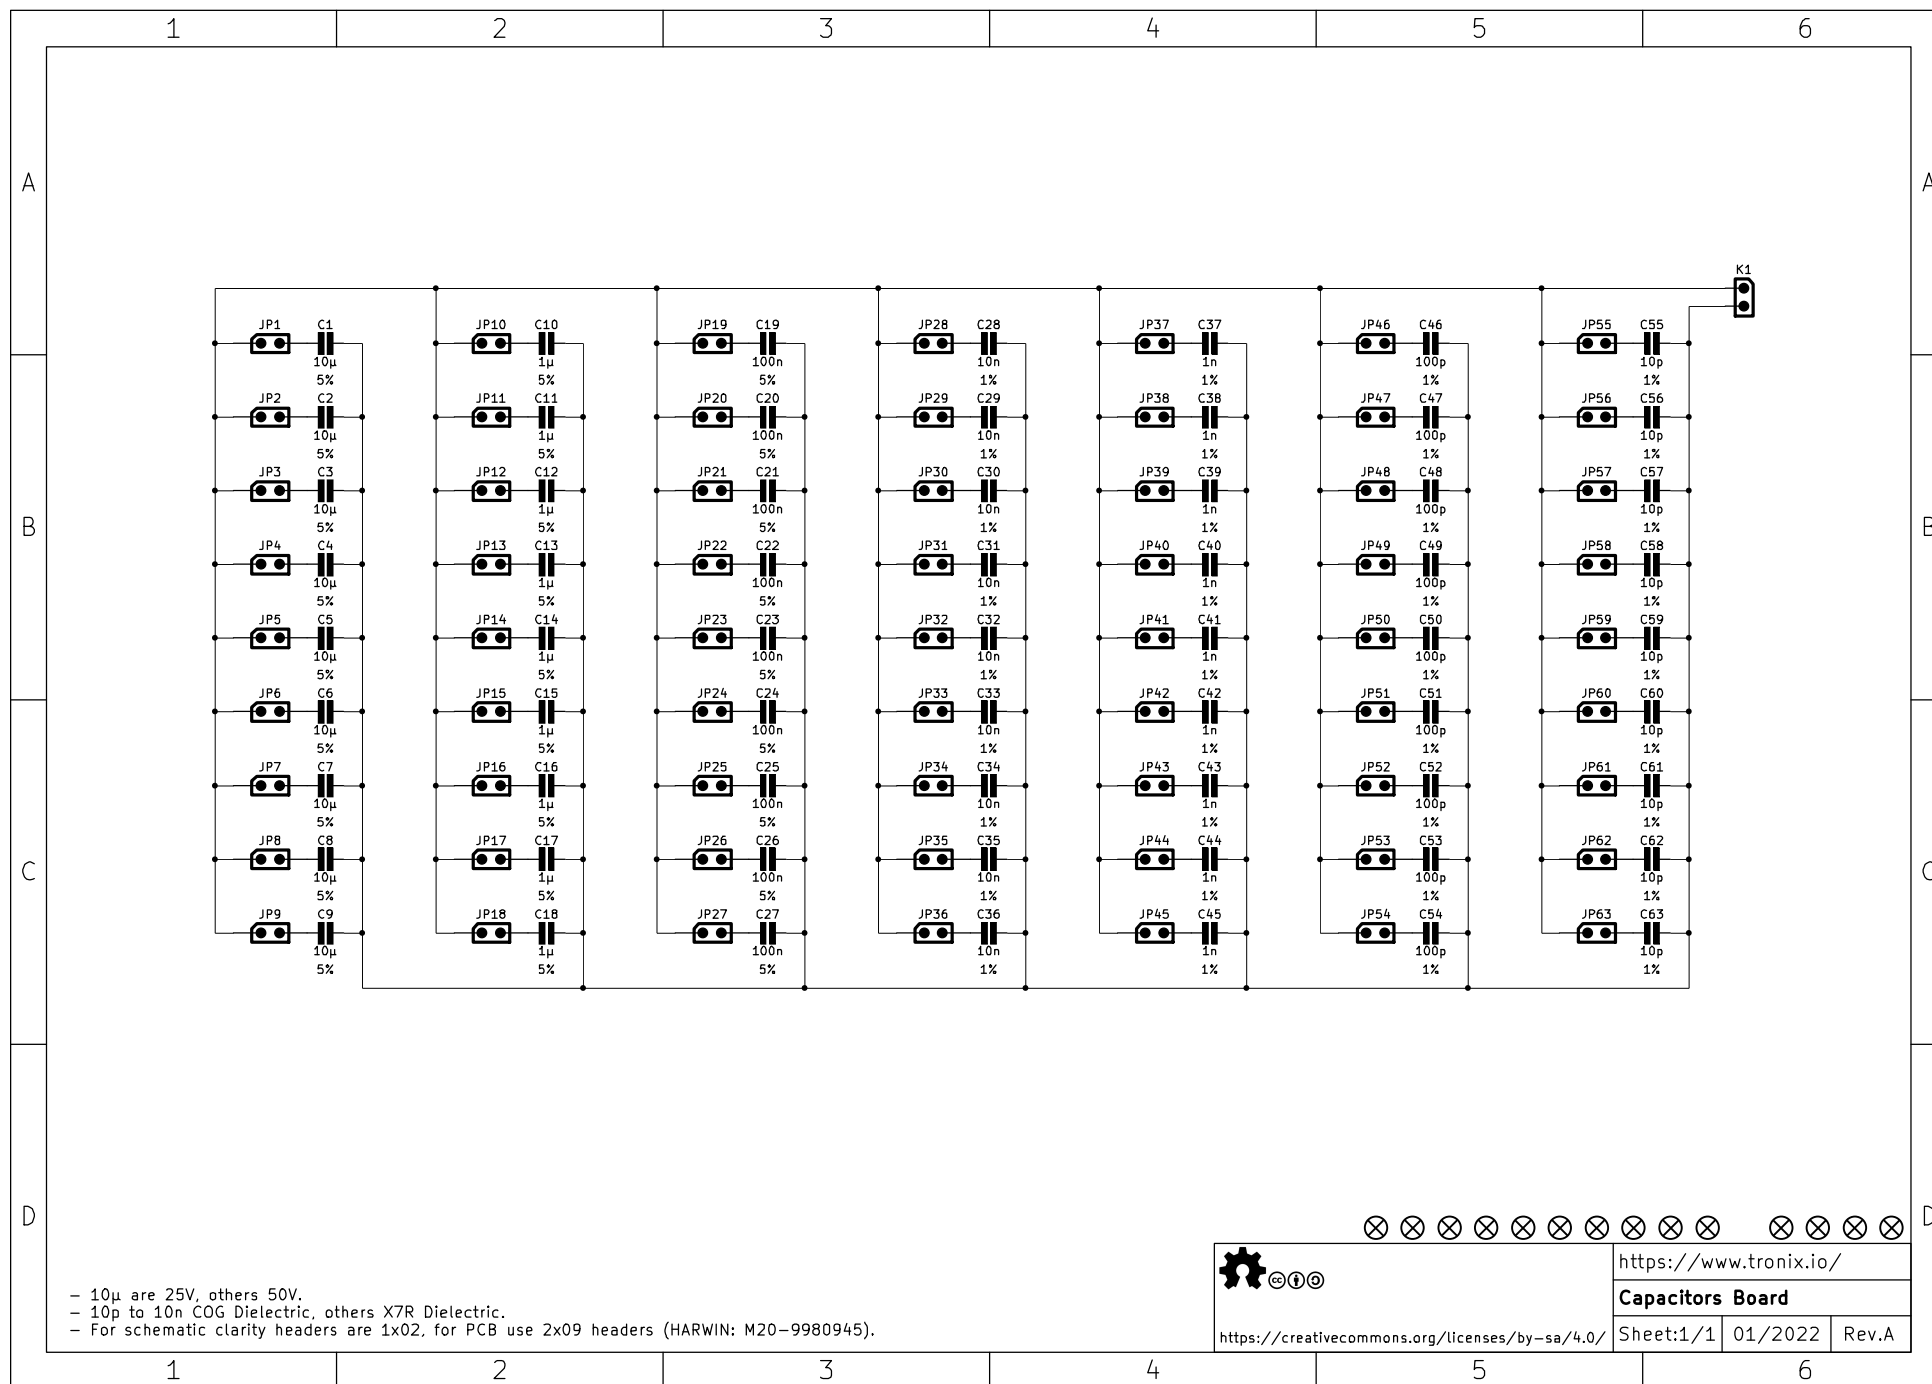 1 2 3 4 5 6
A A
K1
JP1 C1 JP10 C10 JP19 C19 JP28 C28 JP37 C37 JP46 C46 JP55 C55
10µ 1µ 100n 10n 1n 100p 10p
5% 5% 5% 1% 1% 1% 1%
JP2 C2 JP11 C11 JP20 C20 JP29 C29 JP38 C38 JP47 C47 JP56 C56
10µ 1µ 100n 10n 1n 100p 10p
5% 5% 5% 1% 1% 1% 1%
JP3 C3 JP12 C12 JP21 C21 JP30 C30 JP39 C39 JP48 C48 JP57 C57
10µ 1µ 100n 10n 1n 100p 10p
B 5% 5% 5% 1% 1% 1% 1% B
JP4 C4 JP13 C13 JP22 C22 JP31 C31 JP40 C40 JP49 C49 JP58 C58
10µ 1µ 100n 10n 1n 100p 10p
5% 5% 5% 1% 1% 1% 1%
JP5 C5 JP14 C14 JP23 C23 JP32 C32 JP41 C41 JP50 C50 JP59 C59
10µ 1µ 100n 10n 1n 100p 10p
5% 5% 5% 1% 1% 1% 1%
JP6 C6 JP15 C15 JP24 C24 JP33 C33 JP42 C42 JP51 C51 JP60 C60
10µ 1µ 100n 10n 1n 100p 10p
5% 5% 5% 1% 1% 1% 1%
JP7 C7 JP16 C16 JP25 C25 JP34 C34 JP43 C43 JP52 C52 JP61 C61
10µ 1µ 100n 10n 1n 100p 10p
5% 5% 5% 1% 1% 1% 1%
JP8 C8 JP17 C17 JP26 C26 JP35 C35 JP44 C44 JP53 C53 JP62 C62
C 10µ 1µ 100n 10n 1n 100p 10p C
5% 5% 5% 1% 1% 1% 1%
JP9 C9 JP18 C18 JP27 C27 JP36 C36 JP45 C45 JP54 C54 JP63 C63
10µ 1µ 100n 10n 1n 100p 10p
5% 5% 5% 1% 1% 1% 1%
D D
- 10µ are 25V, others 50V.
- 10p to 10n COG Dielectric, others X7R Dielectric.
- For schematic clarity headers are 1x02, for PCB use 2x09 headers (HARWIN: M20-9980945).
cc
https://creativecommons.org/licenses/by-sa/4.0/
https://www.tronix.io/
Capacitors Board
Sheet:1/1 01/2022 Rev.A
1 2 3 4 5 6